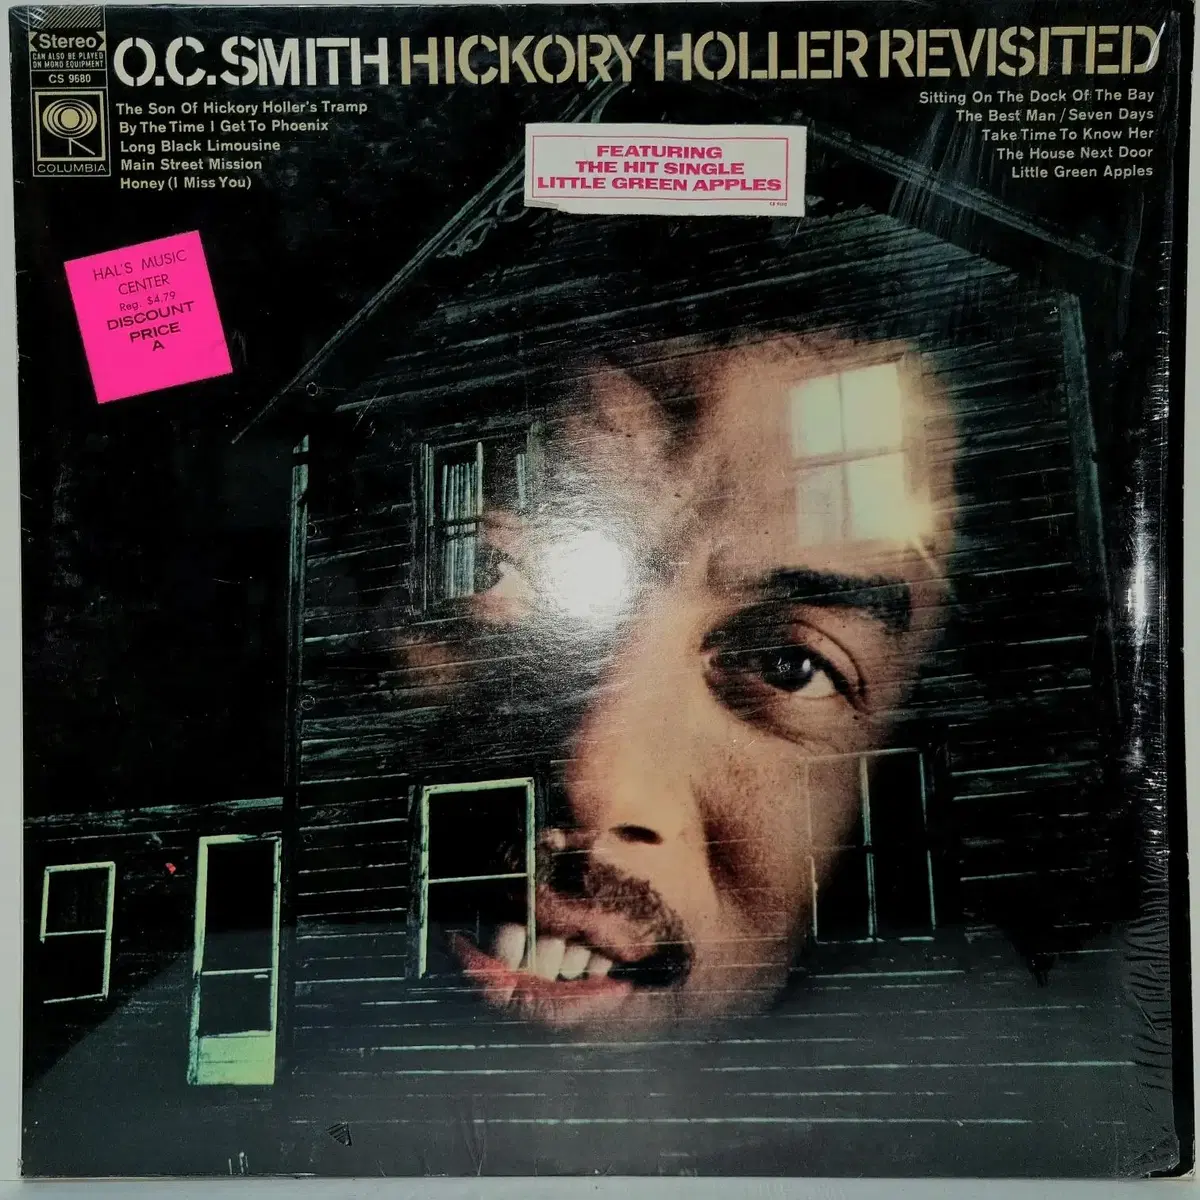 Stereo
CAN ALSO BE PLAYED
ON MONO EQUIPMENT
CS 9680
COLUMBIA
O.C.SMITH HICKORY HOLLER REVISITED
The Son Of Hickory Holler's Tramp
By The Time I Get To Phoenix
Long Black Limousine
Main Street Mission
Honey (I Miss You)
Sitting On The Dock Of The Bay
The Best Man / Seven Days
Take Time To Know Her
The House Next Door
Little Green Apples
FEATURING
THE HIT SINGLE
LITTLE GREEN APPLES
HAL'S MUSIC
CENTER
Reg. $4.79
DISCOUNT
PRICE
A